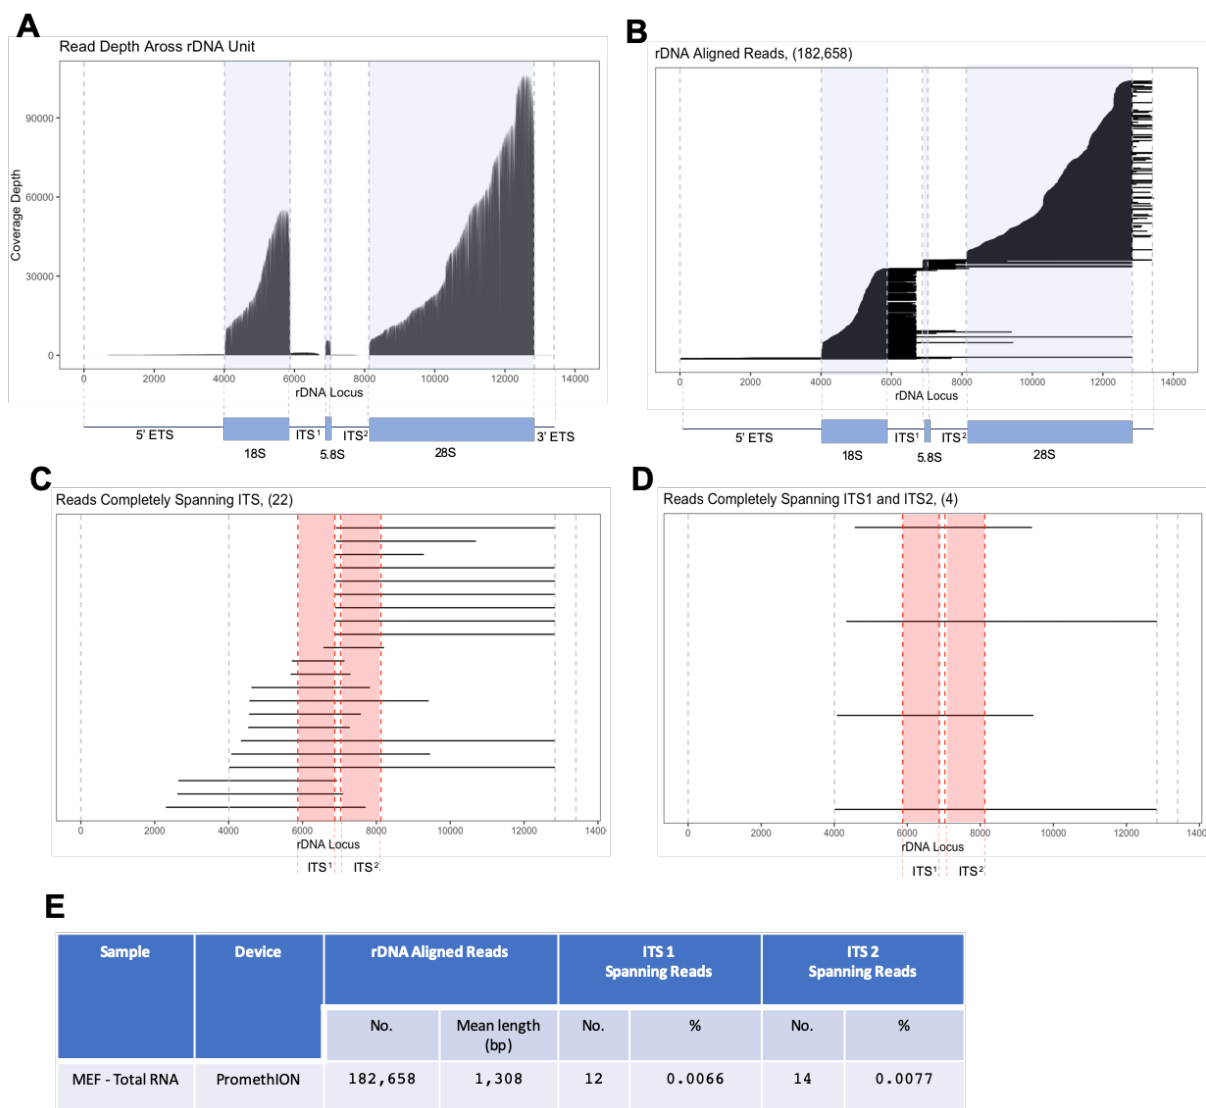 A
Read Depth Aross rDNA Unit
Coverage Depth
90000
60000
30000
0
0 2000 4000 6000 8000 10000 12000 14000
rDNA Locus
5' ETS 18S ITS¹ 5.8S ITS² 28S 3' ETS
B
rDNA Aligned Reads, (182,658)
0 2000 4000 6000 8000 10000 12000 14000
rDNA Locus
5' ETS 18S ITS¹ 5.8S ITS² 28S
C
Reads Completely Spanning ITS, (22)
0 2000 4000 6000 8000 10000 12000 1400
rDNA Locus
ITS¹ ITS²
D
Reads Completely Spanning ITS1 and ITS2, (4)
0 2000 4000 6000 8000 10000 12000 1400
rDNA Locus
ITS¹ ITS²
E
Sample Device rDNA Aligned Reads ITS 1 Spanning Reads ITS 2 Spanning Reads
No. Mean length (bp) No. % No. %
MEF - Total RNA PromethION 182,658 1,308 12 0.0066 14 0.0077